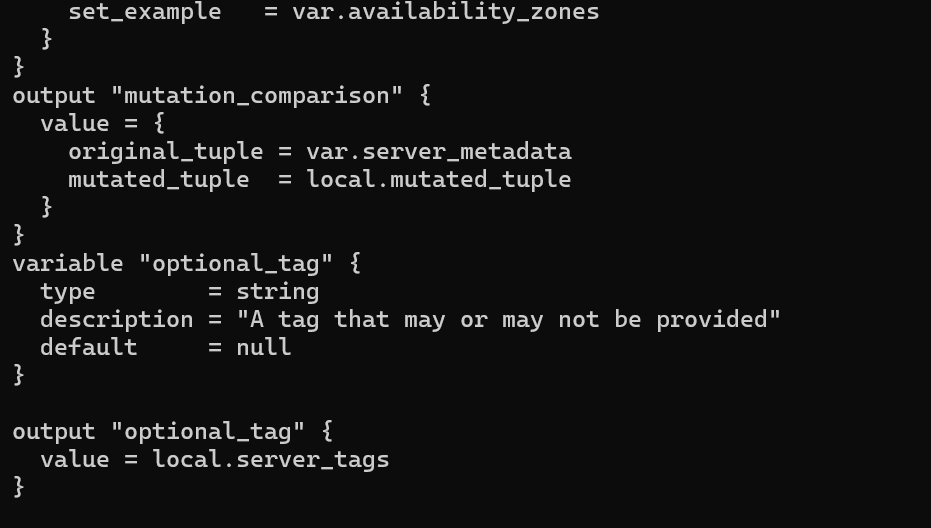 set_example   = var.availability_zones
  }
}
output "mutation_comparison" {
  value = {
    original_tuple = var.server_metadata
    mutated_tuple  = local.mutated_tuple
  }
}
variable "optional_tag" {
  type        = string
  description = "A tag that may or may not be provided"
  default     = null
}

output "optional_tag" {
  value = local.server_tags
}